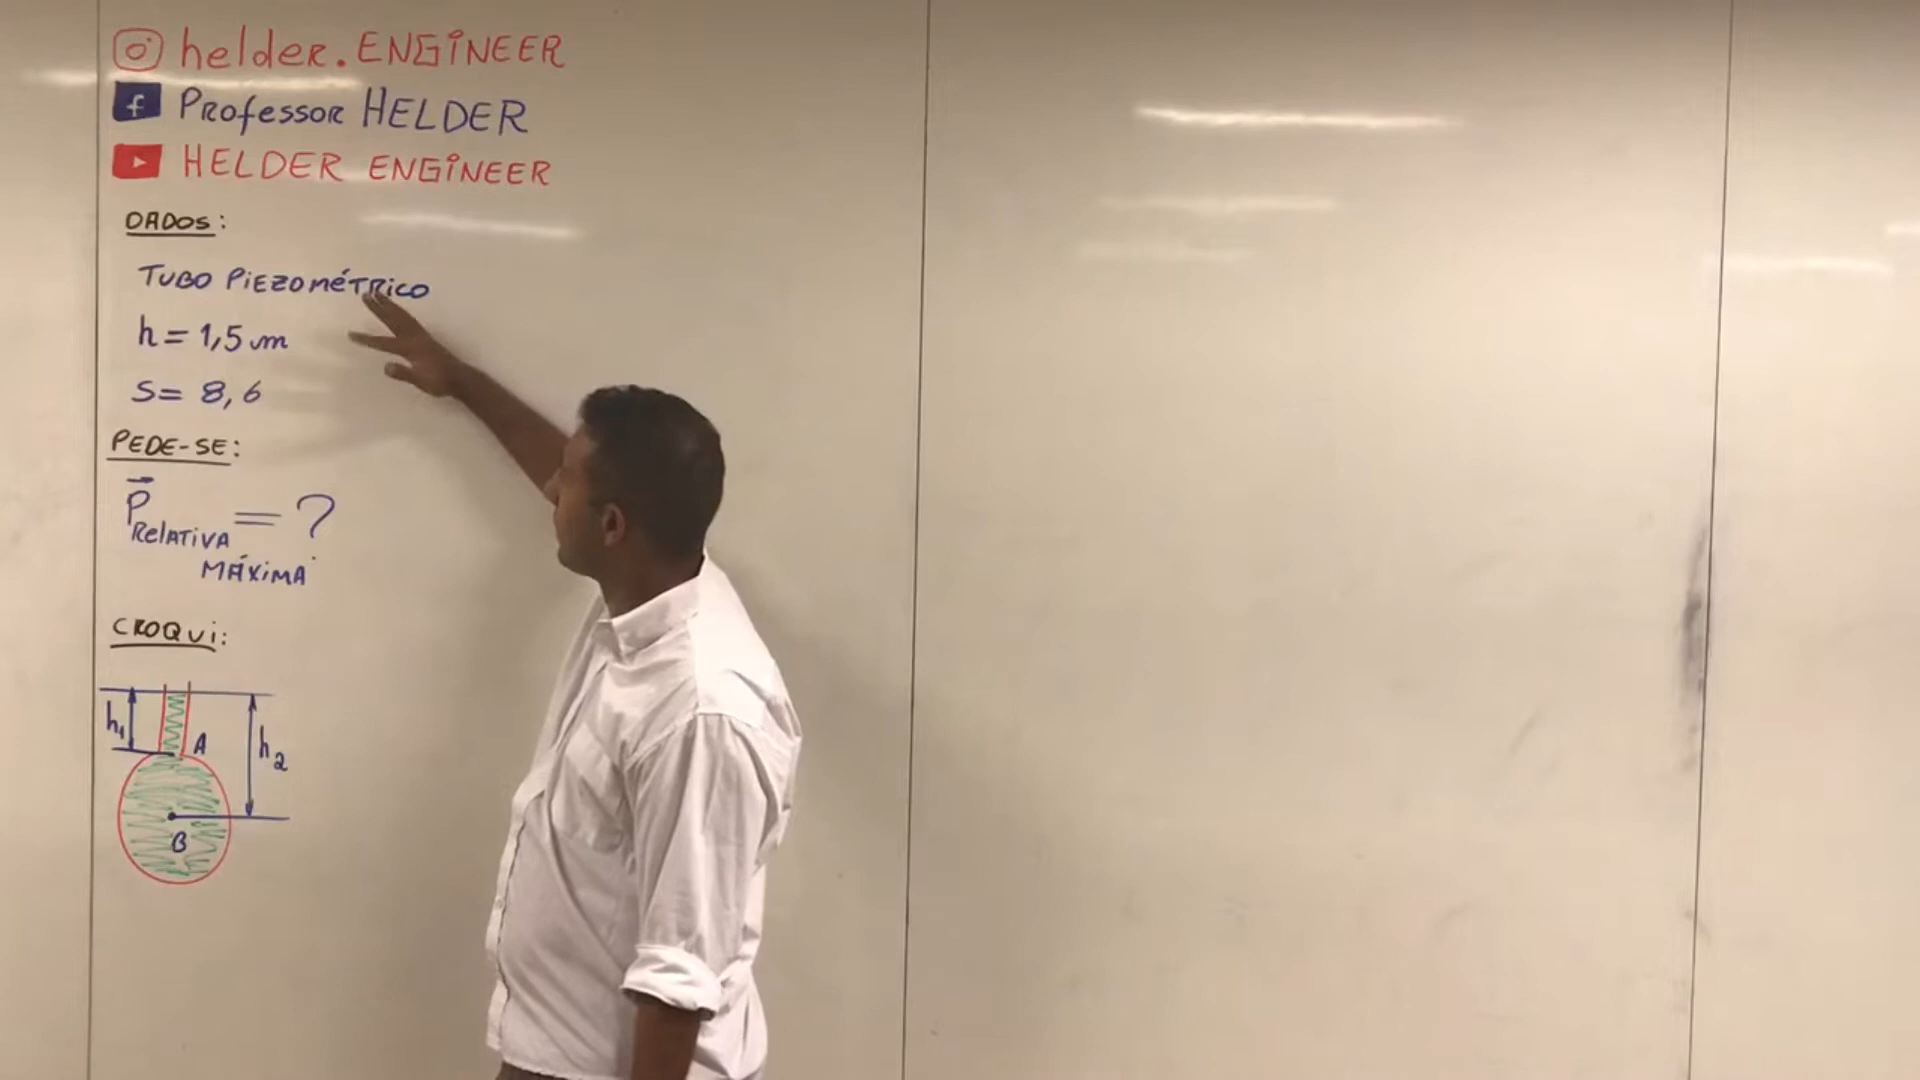 helder.ENGINEER
f Professor HELDER
HELDER ENGINEER
DADOS:
TUBO PIEZOMÉTRICO
h = 1,5 m
S = 8,6
PEDE-SE:
P RELATIVA MÁXIMA = ?
CROQUI:
h1
A
h2
B